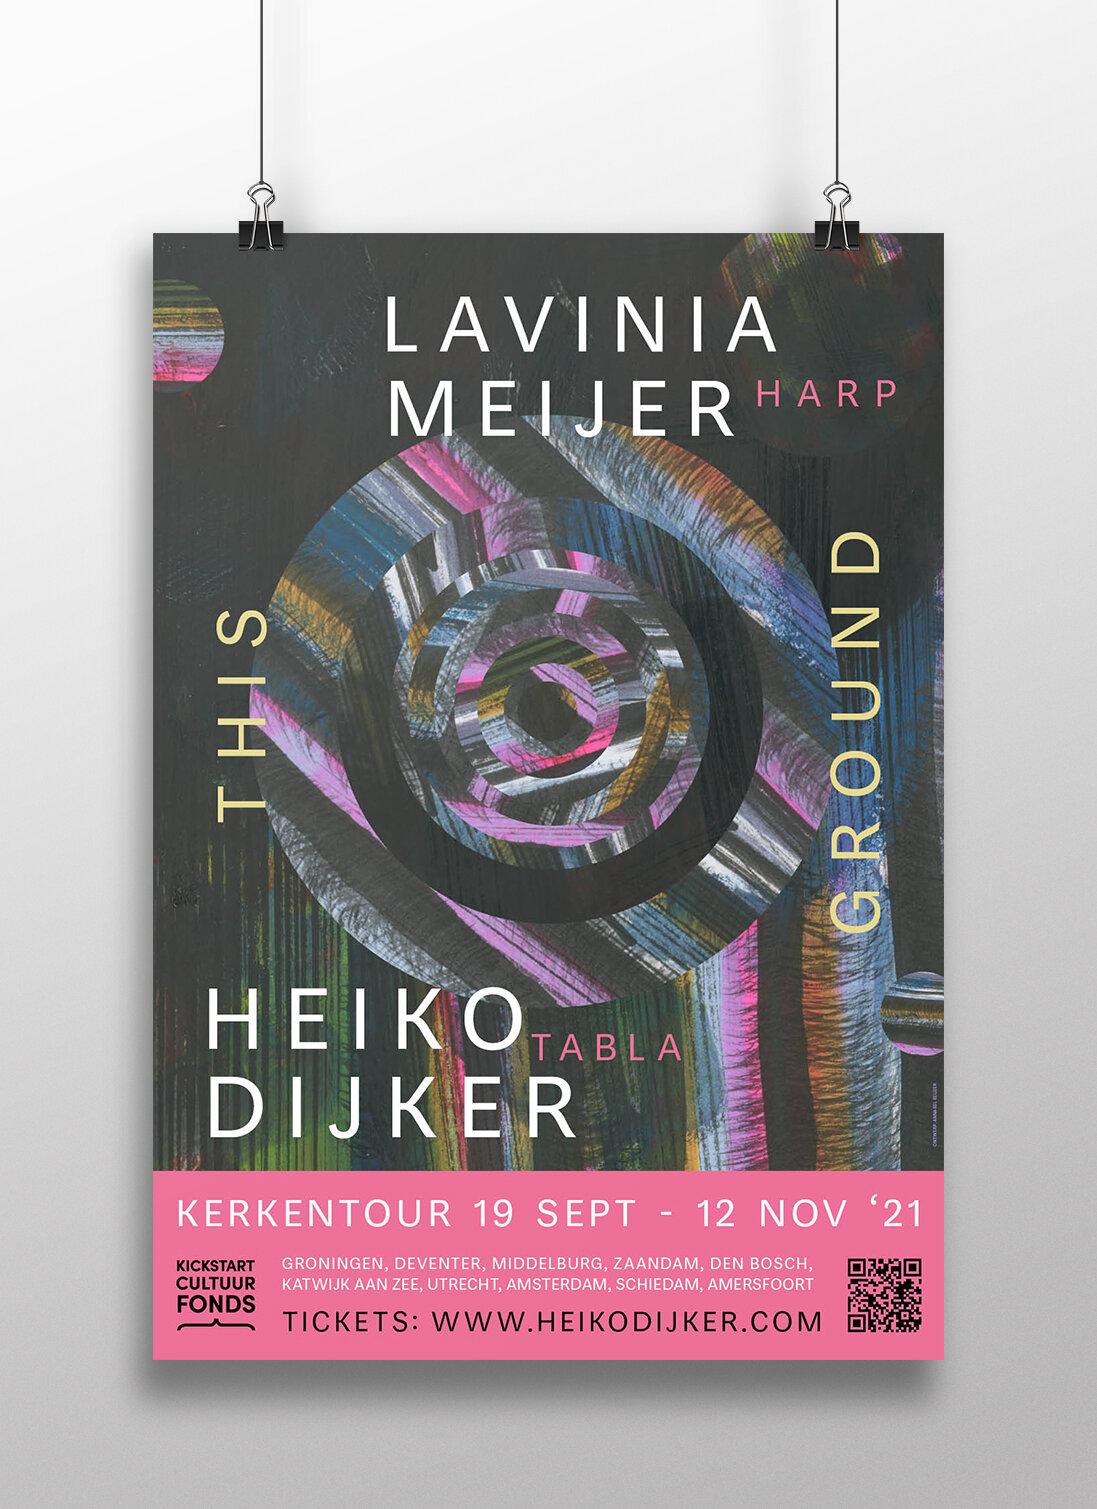 LAVINIA
MEIJER HARP
THIS
GROUND
HEIKO
TABLA
DIJKER
KERKENTOUR 19 SEPT - 12 NOV ‘21
KICKSTART
CULTUUR
FONDS
GRONINGEN, DEVENTER, MIDDELBURG, ZAANDAM, DEN BOSCH,
KATWIJK AAN ZEE, UTRECHT, AMSTERDAM, SCHIEDAM, AMERSFOORT
TICKETS: WWW.HEIKODIJKER.COM